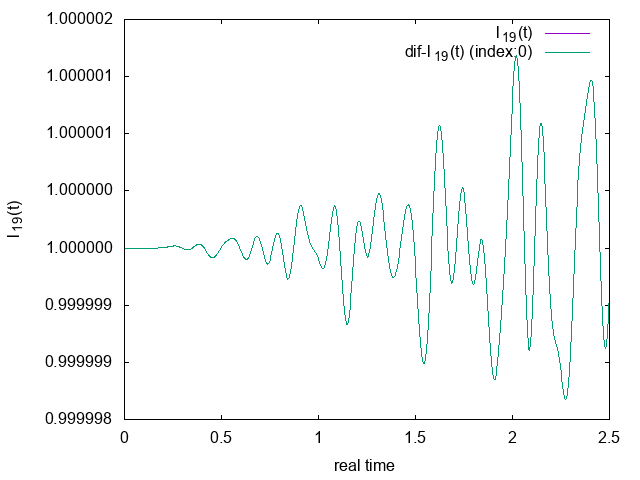 1.000002
1.000001
1.000001
1.000000
1.000000
0.999999
0.999999
0.999998
I19(t)
dif-I19(t) (index:0)
I19(t)
0 0.5 1 1.5 2 2.5
real time